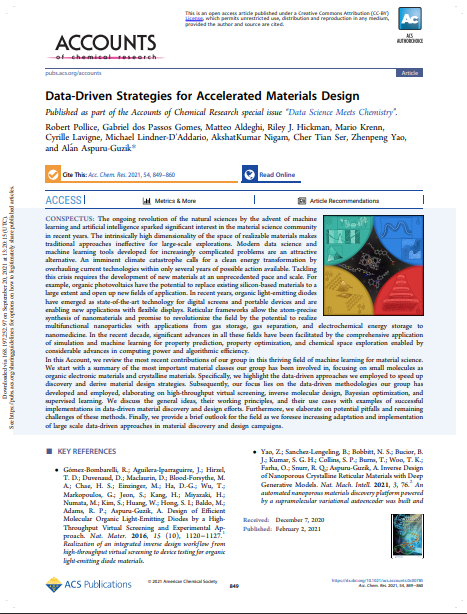 This is an open access article published under a Creative Commons Attribution (CC-BY)
License, which permits unrestricted use, distribution and reproduction in any medium,
provided the author and source are cited.
Ac
ACS
AUTHORCHOICE
ACCOUNTS
of chemical research
pubs.acs.org/accounts
Article
Data-Driven Strategies for Accelerated Materials Design
Published as part of the Accounts of Chemical Research special issue "Data Science Meets Chemistry".
Robert Pollice, Gabriel dos Passos Gomes, Matteo Aldeghi, Riley J. Hickman, Mario Krenn,
Cyrille Lavigne, Michael Lindner-D'Addario, AkshatKumar Nigam, Cher Tian Ser, Zhenpeng Yao,
and Alán Aspuru-Guzik*
Cite This: Acc. Chem. Res. 2021, 54, 849–860
Read Online
ACCESS
Metrics & More
Article Recommendations
CONSPECTUS: The ongoing revolution of the natural sciences by the advent of machine
learning and artificial intelligence sparked significant interest in the material science community
in recent years. The intrinsically high dimensionality of the space of realizable materials makes
traditional approaches ineffective for large-scale explorations. Modern data science and
machine learning tools developed for increasingly complicated problems are an attractive
alternative. An imminent climate catastrophe calls for a clean energy transformation by
overhauling current technologies within only several years of possible action available. Tackling
this crisis requires the development of new materials at an unprecedented pace and scale. For
example, organic photovoltaics have the potential to replace existing silicon-based materials to a
large extent and open up new fields of application. In recent years, organic light-emitting diodes
have emerged as state-of-the-art technology for digital screens and portable devices and are
enabling new applications with flexible displays. Reticular frameworks allow the atom-precise
synthesis of nanomaterials and promise to revolutionize the field by the potential to realize
multifunctional nanoparticles with applications from gas storage, gas separation, and electrochemical energy storage to
nanomedicine. In the recent decade, significant advances in all these fields have been facilitated by the comprehensive application
of simulation and machine learning for property prediction, property optimization, and chemical space exploration enabled by
considerable advances in computing power and algorithmic efficiency.
In this Account, we review the most recent contributions of our group in this thriving field of machine learning for material science.
We start with a summary of the most important material classes our group has been involved in, focusing on small molecules as
organic electronic materials and crystalline materials. Specifically, we highlight the data-driven approaches we employed to speed up
discovery and derive material design strategies. Subsequently, our focus lies on the data-driven methodologies our group has
developed and employed, elaborating on high-throughput virtual screening, inverse molecular design, Bayesian optimization, and
supervised learning. We discuss the general ideas, their working principles, and their use cases with examples of successful
implementations in data-driven material discovery and design efforts. Furthermore, we elaborate on potential pitfalls and remaining
challenges of these methods. Finally, we provide a brief outlook for the field as we foresee increasing adaptation and implementation
of large scale data-driven approaches in material discovery and design campaigns.
KEY REFERENCES
• Gómez-Bombarelli, R.; Aguilera-Iparraguirre, J.; Hirzel,
T. D.; Duvenaud, D.; Maclaurin, D.; Blood-Forsythe, M.
A.; Chae, H. S.; Einzinger, M.; Ha, D.-G.; Wu, T.;
Markopoulos, G.; Jeon, S.; Kang, H.; Miyazaki, H.;
Numata, M.; Kim, S.; Huang, W.; Hong, S. I.; Baldo, M.;
Adams, R. P.; Aspuru-Guzik, A. Design of Efficient
Molecular Organic Light-Emitting Diodes by a High-
Throughput Virtual Screening and Experimental Ap-
proach. Nat. Mater. 2016, 15 (10), 1120–1127.
Realization of an integrated inverse design workflow from
high-throughput virtual screening to device testing for organic
light-emitting diode materials.
• Yao, Z.; Sanchez-Lengeling, B.; Bobbitt, N. S.; Bucior, B.
J.; Kumar, S. G. H.; Collins, S. P.; Burns, T.; Woo, T. K.;
Farha, O.; Snurr, R. Q.; Aspuru-Guzik, A. Inverse Design
of Nanoporous Crystalline Reticular Materials with Deep
Generative Models. Nat. Mach. Intell. 2021, 3, 76. An
automated nanoporous materials discovery platform powered
by a supramolecular variational autoencoder was built and
Received: December 7, 2020
Published: February 2, 2021
ACS Publications
© 2021 American Chemical Society
849
Acc. Chem. Res. 2021, 54, 849–860
See https://pubs.acs.org/sharingguidelines for options on how to legitimately share published articles.